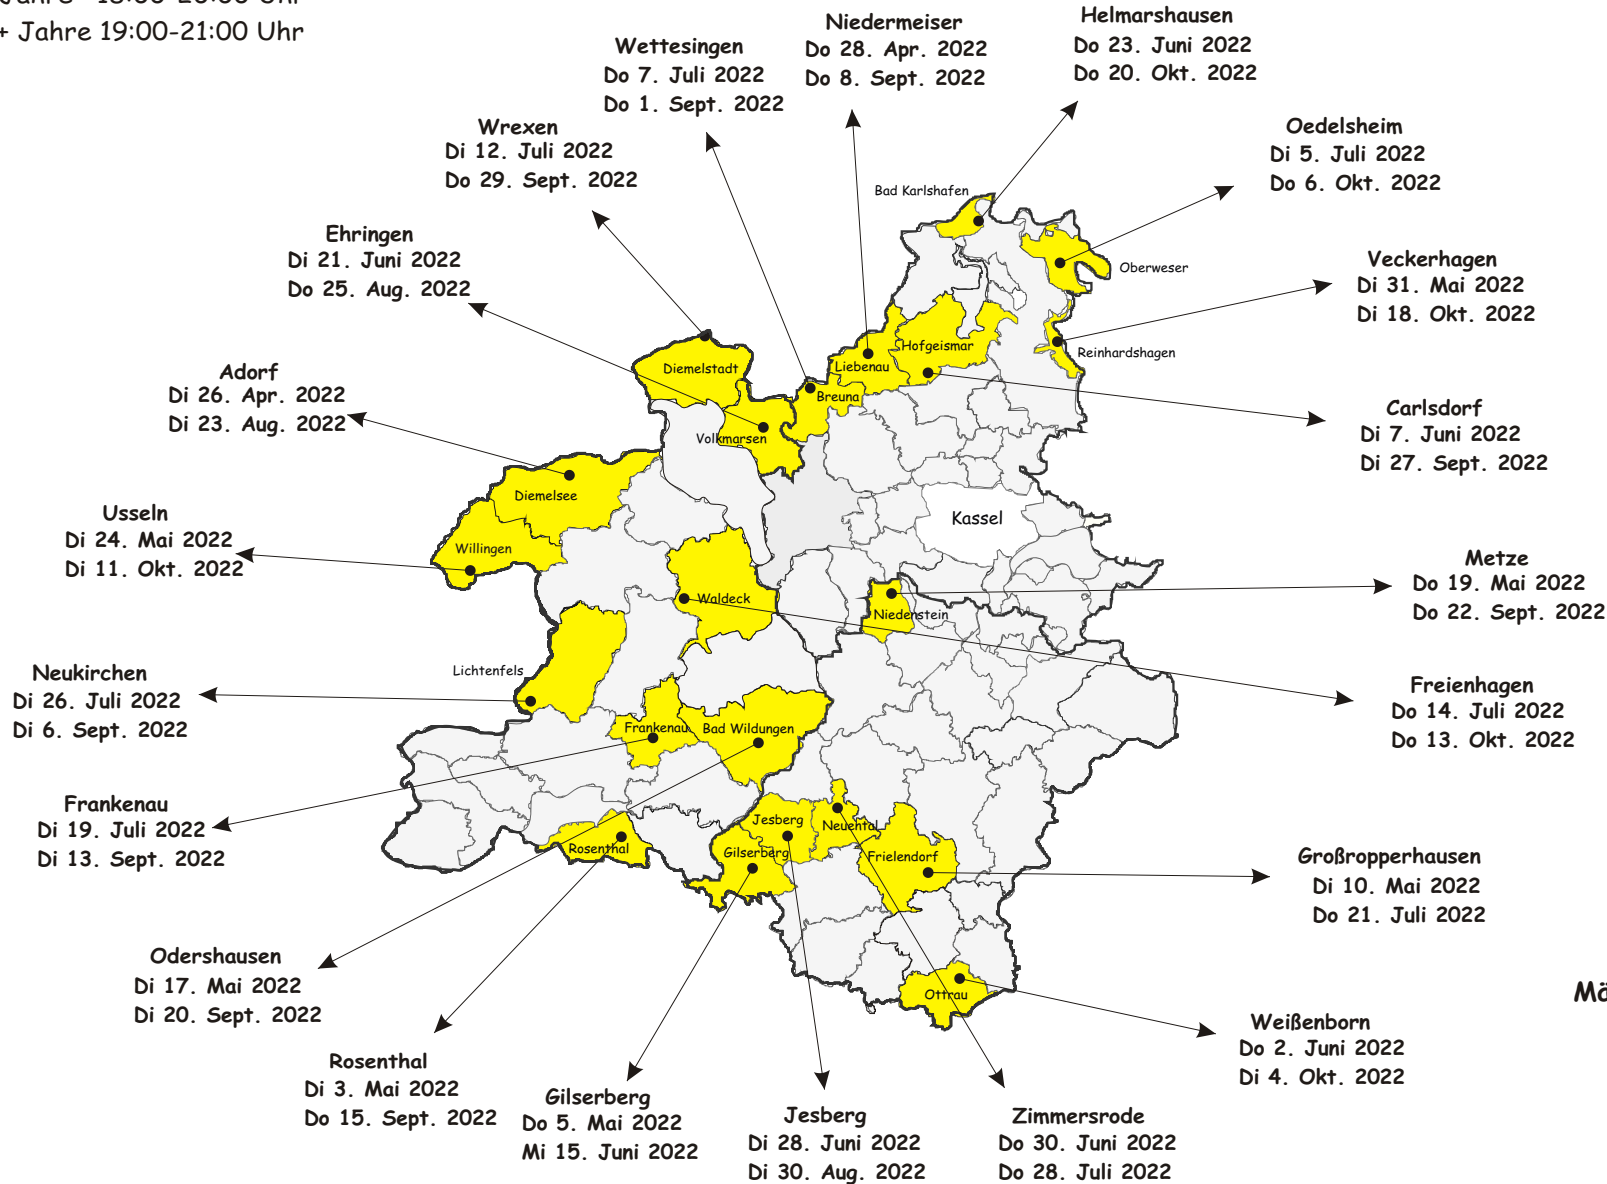 + Jahre 19:00-21:00 Uhr
Niedermeiser
Do 28. Apr. 2022
Do 8. Sept. 2022
Helmarshausen
Do 23. Juni 2022
Do 20. Okt. 2022
Wettesingen
Do 7. Juli 2022
Do 1. Sept. 2022
Wrexen
Di 12. Juli 2022
Do 29. Sept. 2022
Oedelsheim
Di 5. Juli 2022
Do 6. Okt. 2022
Bad Karlshafen
Ehringen
Di 21. Juni 2022
Do 25. Aug. 2022
Oberweser
Veckerhagen
Di 31. Mai 2022
Di 18. Okt. 2022
Hofgeismar
Reinhardshagen
Liebenau
Diemelstadt
Breuna
Adorf
Di 26. Apr. 2022
Di 23. Aug. 2022
Carlsdorf
Di 7. Juni 2022
Di 27. Sept. 2022
Volkmarsen
Diemelsee
Kassel
Usseln
Di 24. Mai 2022
Di 11. Okt. 2022
Willingen
Metze
Do 19. Mai 2022
Do 22. Sept. 2022
Waldeck
Niedenstein
Lichtenfels
Neukirchen
Di 26. Juli 2022
Di 6. Sept. 2022
Freienhagen
Do 14. Juli 2022
Do 13. Okt. 2022
Frankenau
Bad Wildungen
Frankenau
Di 19. Juli 2022
Di 13. Sept. 2022
Jesberg
Neuental
Rosenthal
Gilserberg
Frielendorf
Großropperhausen
Di 10. Mai 2022
Do 21. Juli 2022
Odershausen
Di 17. Mai 2022
Di 20. Sept. 2022
Ottrau
Weißenborn
Do 2. Juni 2022
Di 4. Okt. 2022
Rosenthal
Di 3. Mai 2022
Do 15. Sept. 2022
Gilserberg
Do 5. Mai 2022
Mi 15. Juni 2022
Jesberg
Di 28. Juni 2022
Di 30. Aug. 2022
Zimmersrode
Do 30. Juni 2022
Do 28. Juli 2022